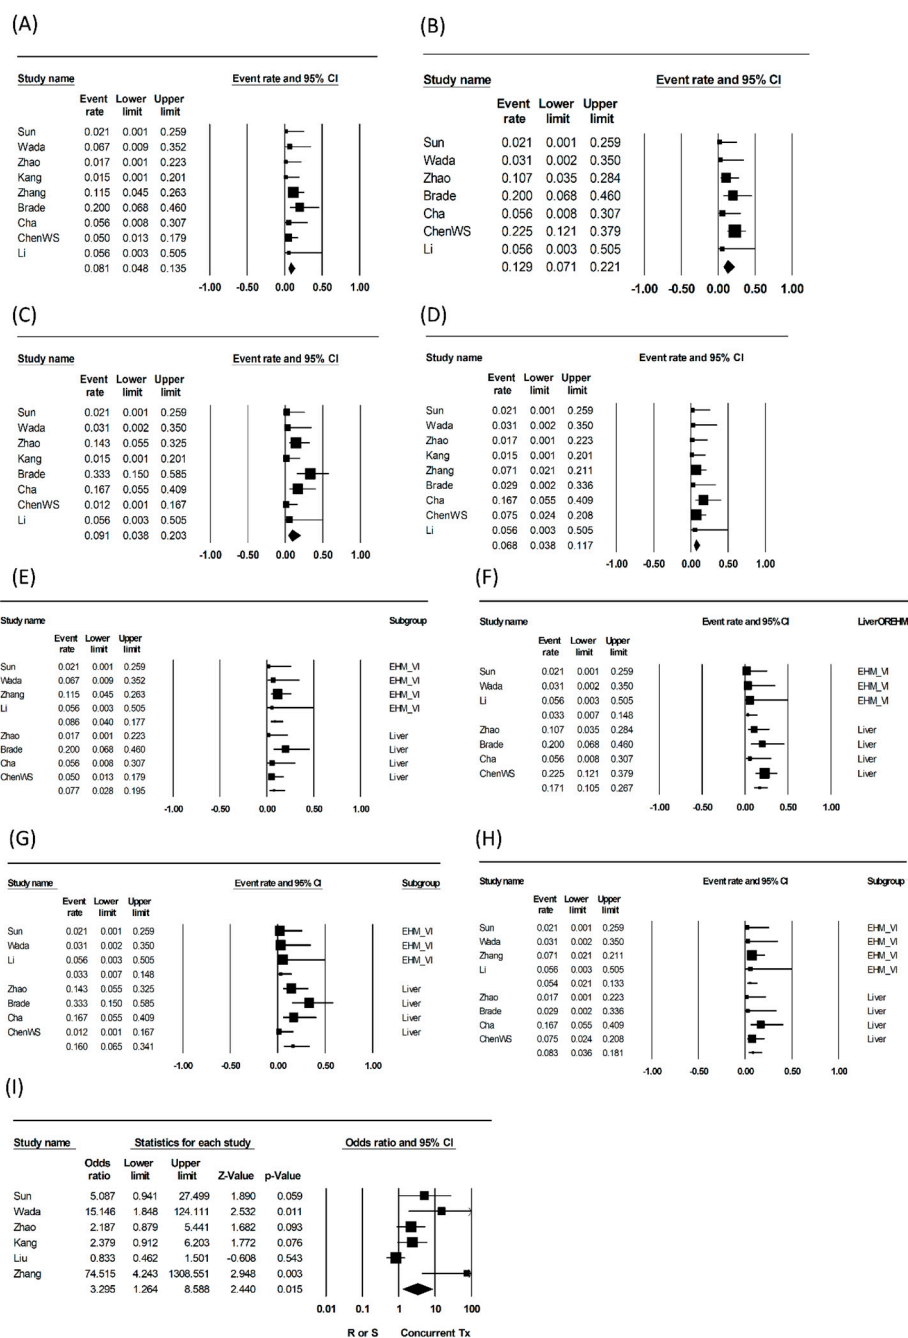 (A)
Study name Event rate and 95% CI
Event Lower Upper
rate limit limit
Sun 0.021 0.001 0.259
Wada 0.067 0.009 0.352
Zhao 0.017 0.001 0.223
Kang 0.015 0.001 0.201
Zhang 0.115 0.045 0.263
Brade 0.200 0.068 0.460
Cha 0.056 0.008 0.307
ChenWS 0.050 0.013 0.179
Li 0.056 0.003 0.505
0.081 0.048 0.135
-1.00 -0.50 0.00 0.50 1.00
(B)
Study name Event rate and 95% CI
Event Lower Upper
rate limit limit
Sun 0.021 0.001 0.259
Wada 0.031 0.002 0.350
Zhao 0.107 0.035 0.284
Brade 0.200 0.068 0.460
Cha 0.056 0.008 0.307
ChenWS 0.225 0.121 0.379
Li 0.056 0.003 0.505
0.129 0.071 0.221
-1.00 -0.50 0.00 0.50 1.00
(C)
Study name Event rate and 95% CI
Event Lower Upper
rate limit limit
Sun 0.021 0.001 0.259
Wada 0.031 0.002 0.350
Zhao 0.143 0.055 0.325
Kang 0.015 0.001 0.201
Brade 0.333 0.150 0.585
Cha 0.167 0.055 0.409
ChenWS 0.012 0.001 0.167
Li 0.056 0.003 0.505
0.091 0.038 0.203
-1.00 -0.50 0.00 0.50 1.00
(D)
Study name Event rate and 95% CI
Event Lower Upper
rate limit limit
Sun 0.021 0.001 0.259
Wada 0.031 0.002 0.350
Zhao 0.017 0.001 0.223
Kang 0.015 0.001 0.201
Zhang 0.071 0.021 0.211
Brade 0.029 0.002 0.336
Cha 0.167 0.055 0.409
ChenWS 0.075 0.024 0.208
Li 0.056 0.003 0.505
0.068 0.038 0.117
-1.00 -0.50 0.00 0.50 1.00
(E)
Study name Subgroup
Event Lower Upper
rate limit limit
Sun 0.021 0.001 0.259 EHM_VI
Wada 0.067 0.009 0.352 EHM_VI
Zhang 0.115 0.045 0.263 EHM_VI
Li 0.056 0.003 0.505 EHM_VI
0.086 0.040 0.177
Zhao 0.017 0.001 0.223 Liver
Brade 0.200 0.068 0.460 Liver
Cha 0.056 0.008 0.307 Liver
ChenWS 0.050 0.013 0.179 Liver
0.077 0.028 0.195
-1.00 -0.50 0.00 0.50 1.00
(F)
Study name Event rate and 95%CI LiverOREHM
Event Lower Upper
rate limit limit
Sun 0.021 0.001 0.259 EHM_VI
Wada 0.031 0.002 0.350 EHM_VI
Li 0.056 0.003 0.505 EHM_VI
0.033 0.007 0.148
Zhao 0.107 0.035 0.284 Liver
Brade 0.200 0.068 0.460 Liver
Cha 0.056 0.008 0.307 Liver
ChenWS 0.225 0.121 0.379 Liver
0.171 0.105 0.267
-1.00 -0.50 0.00 0.50 1.00
(G)
Study name Event rate and 95% CI Subgroup
Event Lower Upper
rate limit limit
Sun 0.021 0.001 0.259 EHM_VI
Wada 0.031 0.002 0.350 EHM_VI
Li 0.056 0.003 0.505 EHM_VI
0.033 0.007 0.148
Zhao 0.143 0.055 0.325 Liver
Brade 0.333 0.150 0.585 Liver
Cha 0.167 0.055 0.409 Liver
ChenWS 0.012 0.001 0.167 Liver
0.160 0.065 0.341
-1.00 -0.50 0.00 0.50 1.00
(H)
Study name Event rate and 95% CI Subgroup
Event Lower Upper
rate limit limit
Sun 0.021 0.001 0.259 EHM_VI
Wada 0.031 0.002 0.350 EHM_VI
Zhang 0.071 0.021 0.211 EHM_VI
Li 0.056 0.003 0.505 EHM_VI
0.054 0.021 0.133
Zhao 0.017 0.001 0.223 Liver
Brade 0.029 0.002 0.336 Liver
Cha 0.167 0.055 0.409 Liver
ChenWS 0.075 0.024 0.208 Liver
0.083 0.036 0.181
-1.00 -0.50 0.00 0.50 1.00
(I)
Study name Statistics for each study Odds ratio and 95% CI
Odds Lower Upper
ratio limit limit Z-Value p-Value
Sun 5.087 0.941 27.499 1.890 0.059
Wada 15.146 1.848 124.111 2.532 0.011
Zhao 2.187 0.879 5.441 1.682 0.093
Kang 2.379 0.912 6.203 1.772 0.076
Liu 0.833 0.462 1.501 -0.608 0.543
Zhang 74.515 4.243 1308.551 2.948 0.003
3.295 1.264 8.588 2.440 0.015
0.01 0.1 1 10 100
R or S Concurrent Tx